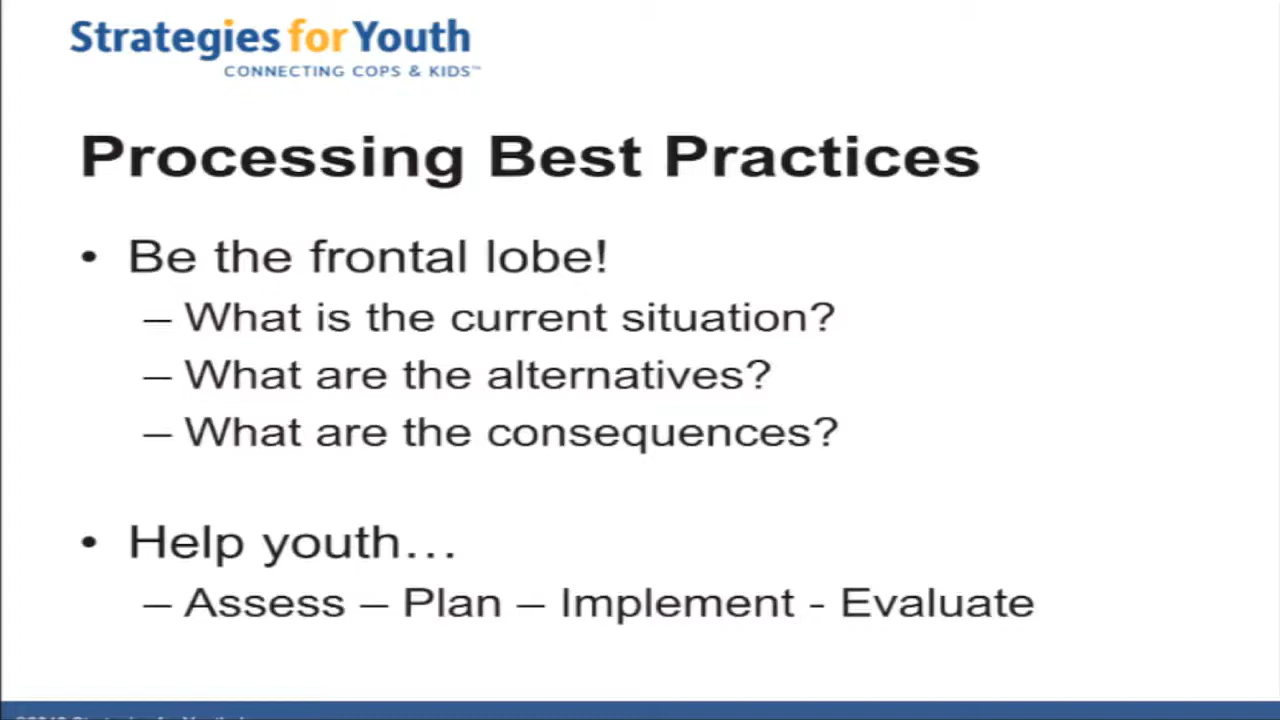 Strategies for Youth
CONNECTING COPS & KIDS™
Processing Best Practices
• Be the frontal lobe!
– What is the current situation?
– What are the alternatives?
– What are the consequences?
• Help youth…
– Assess – Plan – Implement - Evaluate